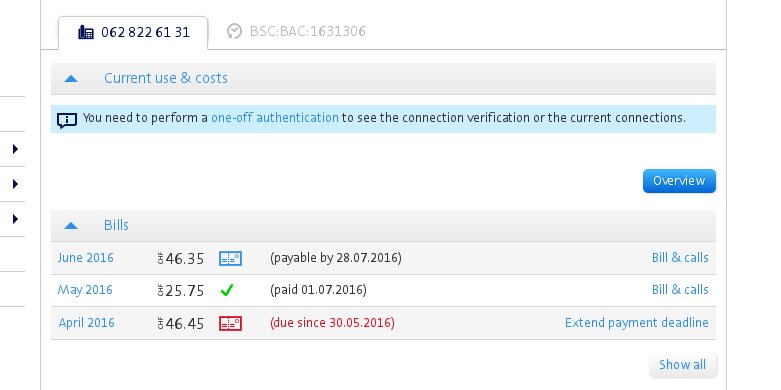 062 822 61 31 BSC:BAC:1631306
Current use & costs
You need to perform a one-off authentication to see the connection verification or the current connections.
Overview
Bills
June 2016 CHF 46.35 (payable by 28.07.2016) Bill & calls
May 2016 CHF 25.75 (paid 01.07.2016) Bill & calls
April 2016 CHF 46.45 (due since 30.05.2016) Extend payment deadline
Show all